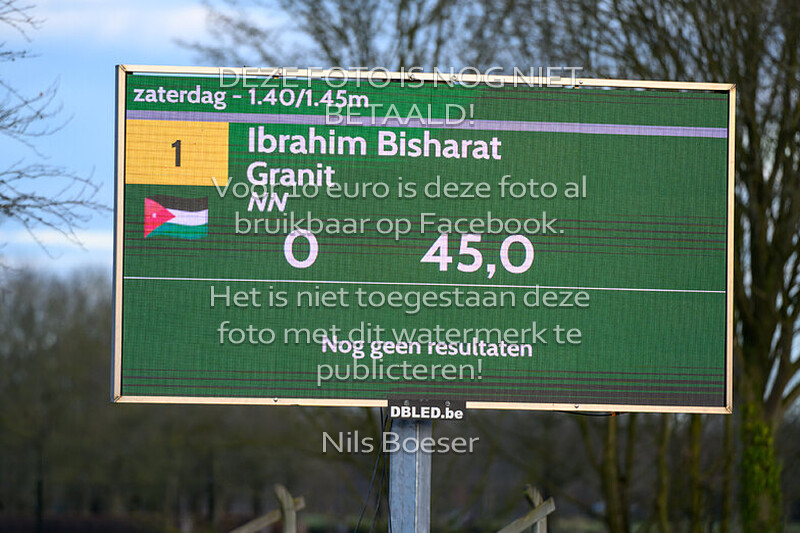 DEZE FOTO IS NOG NIET
BETAALD!
zaterdag - 1.40/1.45m
1
Ibrahim Bisharat
Granit
NN
Voor 10 euro is deze foto al
bruikbaar op Facebook.
0 45,0
Het is niet toegestaan deze
foto met dit watermerk te
publicteren!
Nog geen resultaten
DBLED.be
Nils Boeser